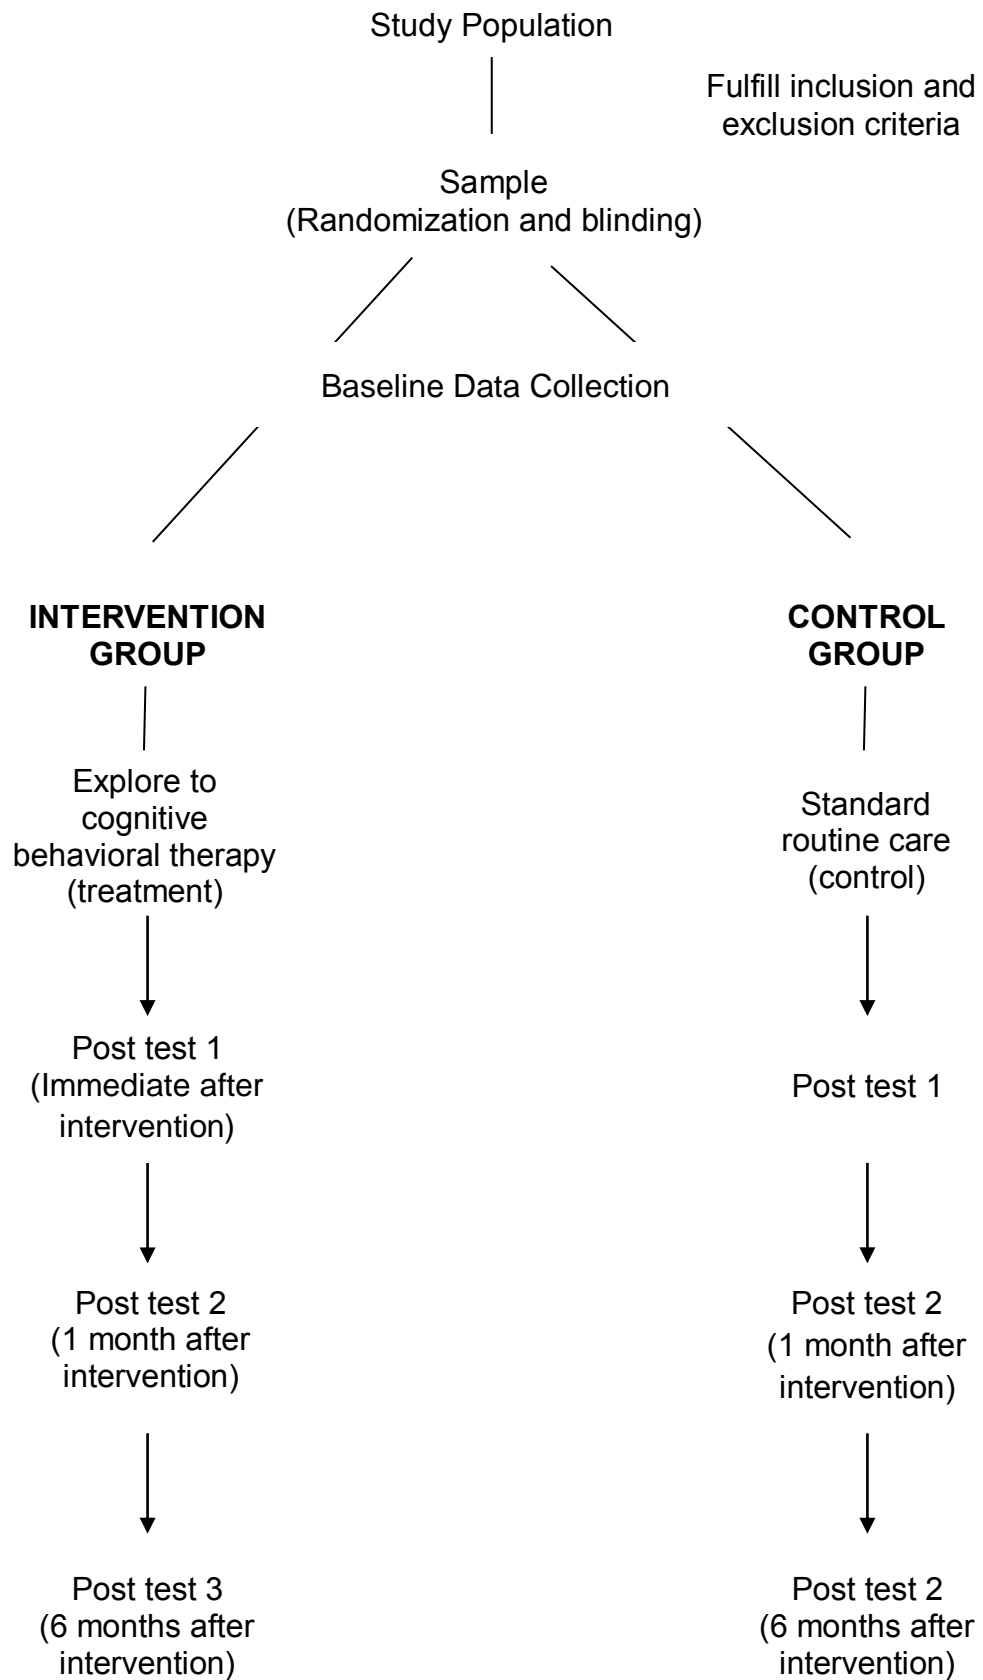 Study Population
Fulfill inclusion and
exclusion criteria
Sample
(Randomization and blinding)
Baseline Data Collection
INTERVENTION
GROUP
CONTROL
GROUP
Explore to
cognitive
behavioral therapy
(treatment)
Standard
routine care
(control)
Post test 1
(Immediate after
intervention)
Post test 1
Post test 2
(1 month after
intervention)
Post test 2
(1 month after
intervention)
Post test 3
(6 months after
intervention)
Post test 2
(6 months after
intervention)